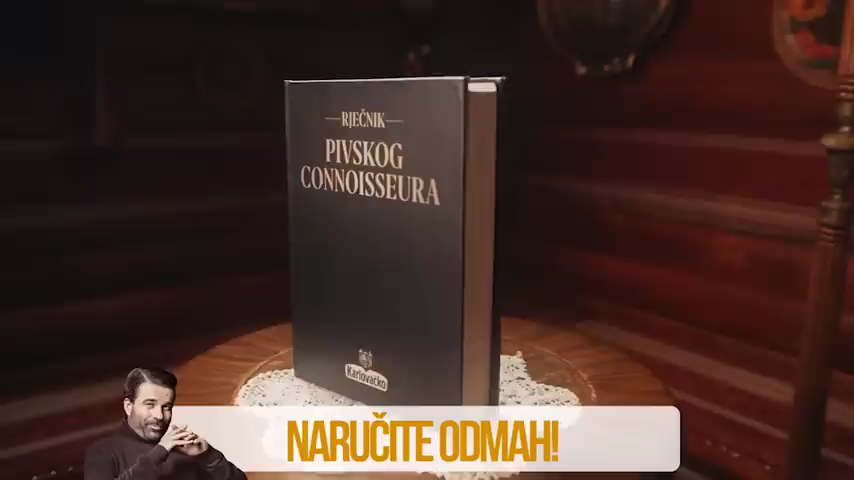 RJEČNIK
PIVSKOG
CONNOISSEURA
Karlovačko
NARUČITE ODMAH!